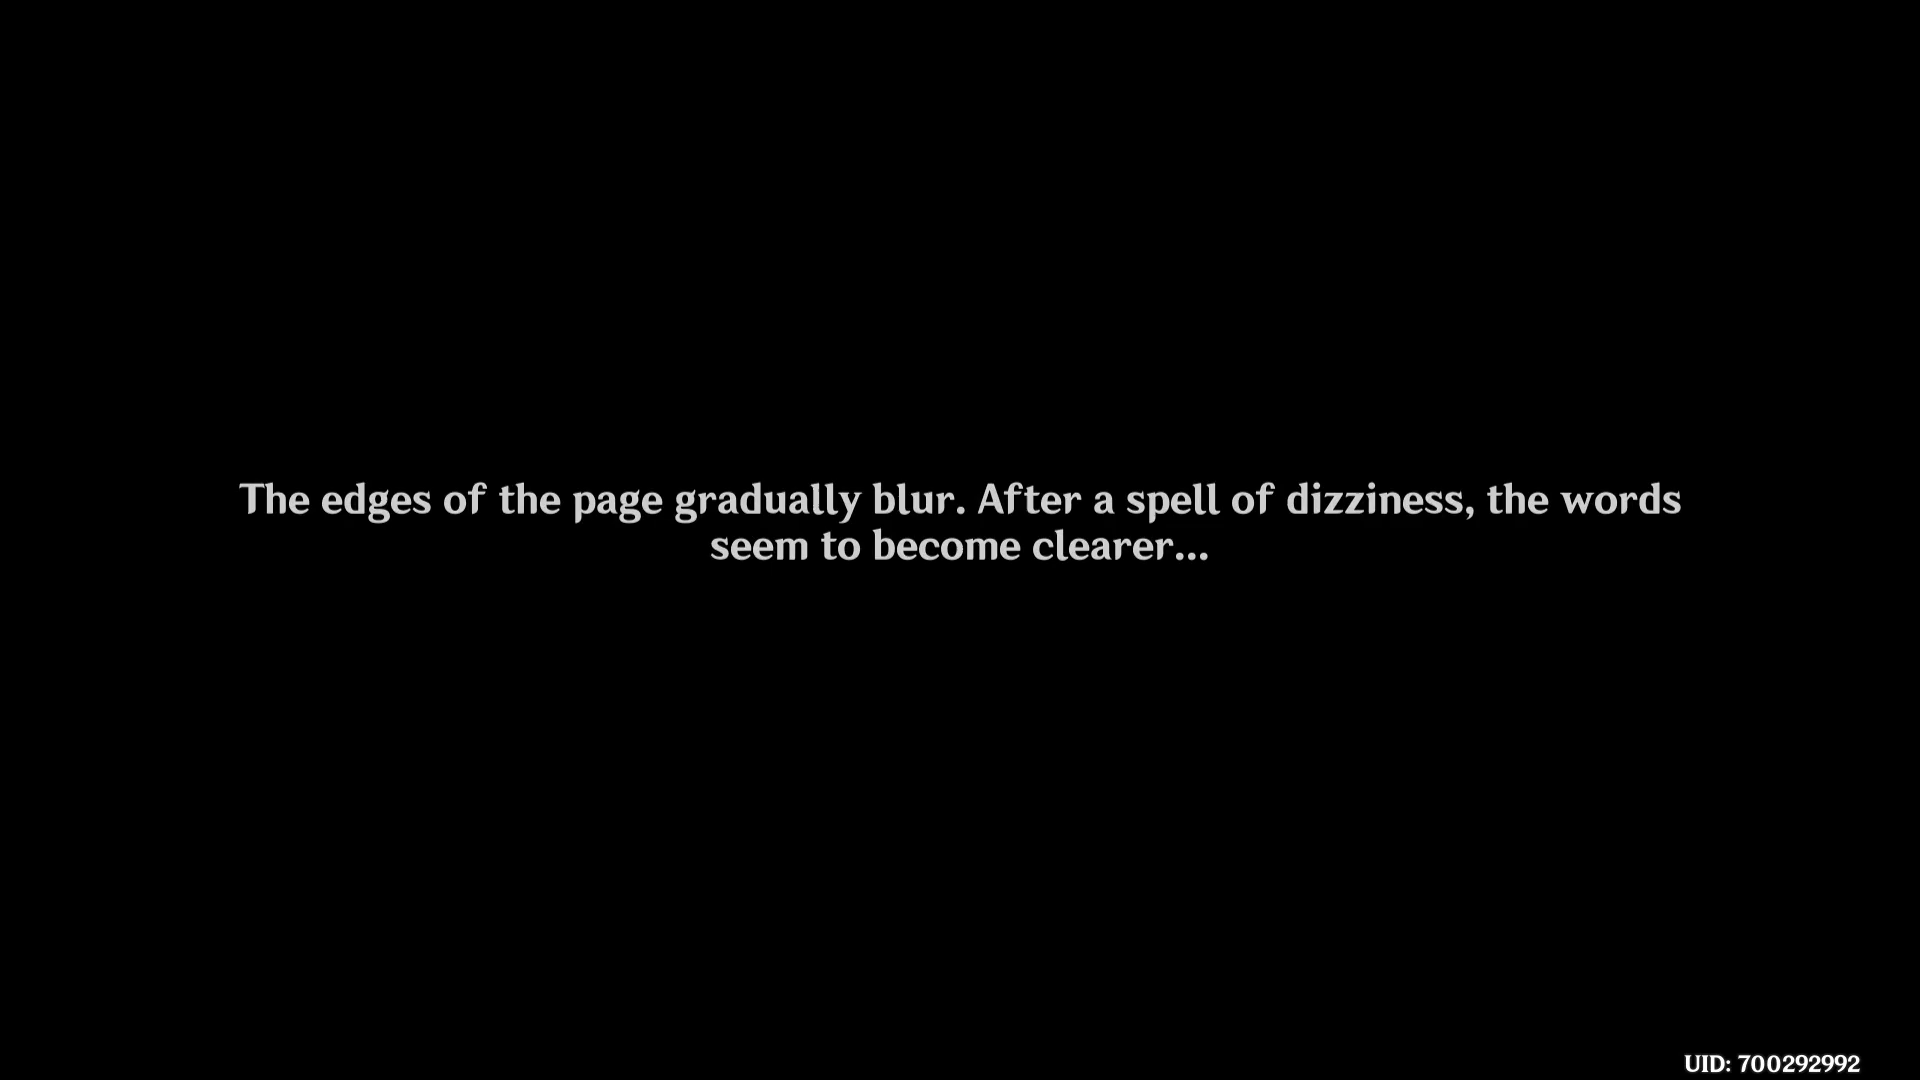 The edges of the page gradually blur. After a spell of dizziness, the words
seem to become clearer...
UID: 700292992